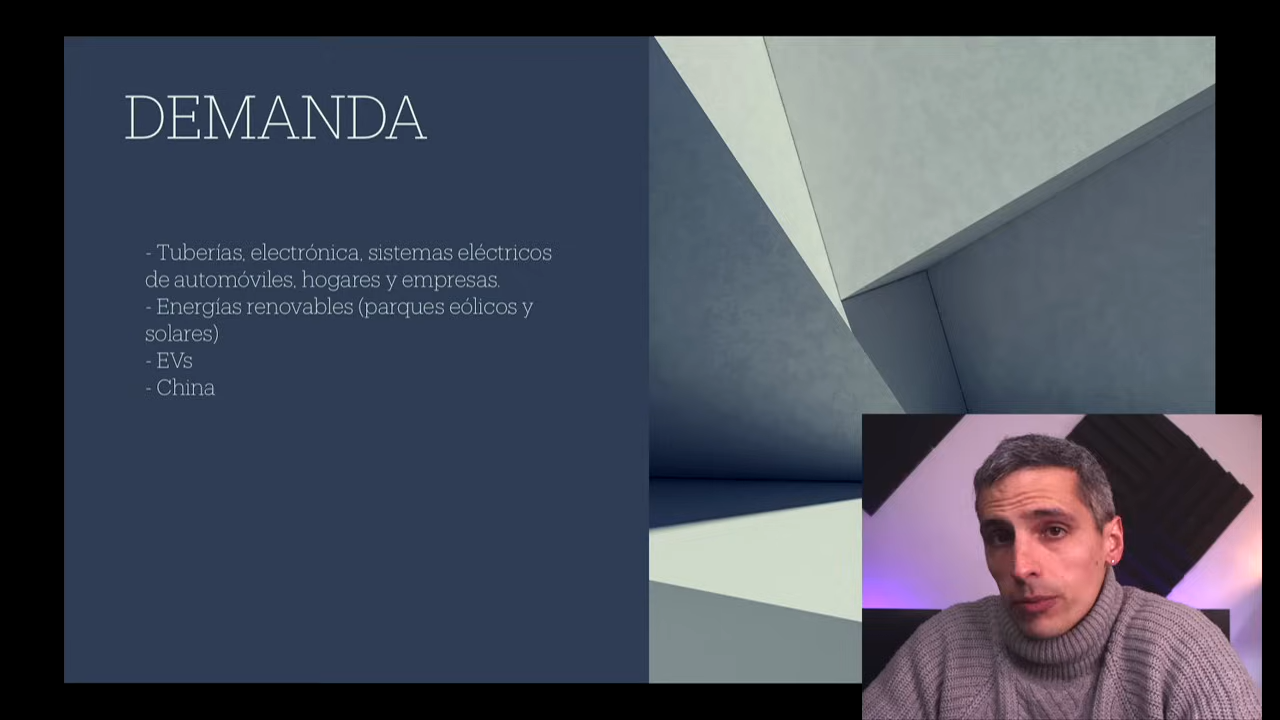 DEMANDA
- Tuberías, electrónica, sistemas eléctricos
de automóviles, hogares y empresas.
- Energías renovables (parques eólicos y
solares)
- EVs
- China